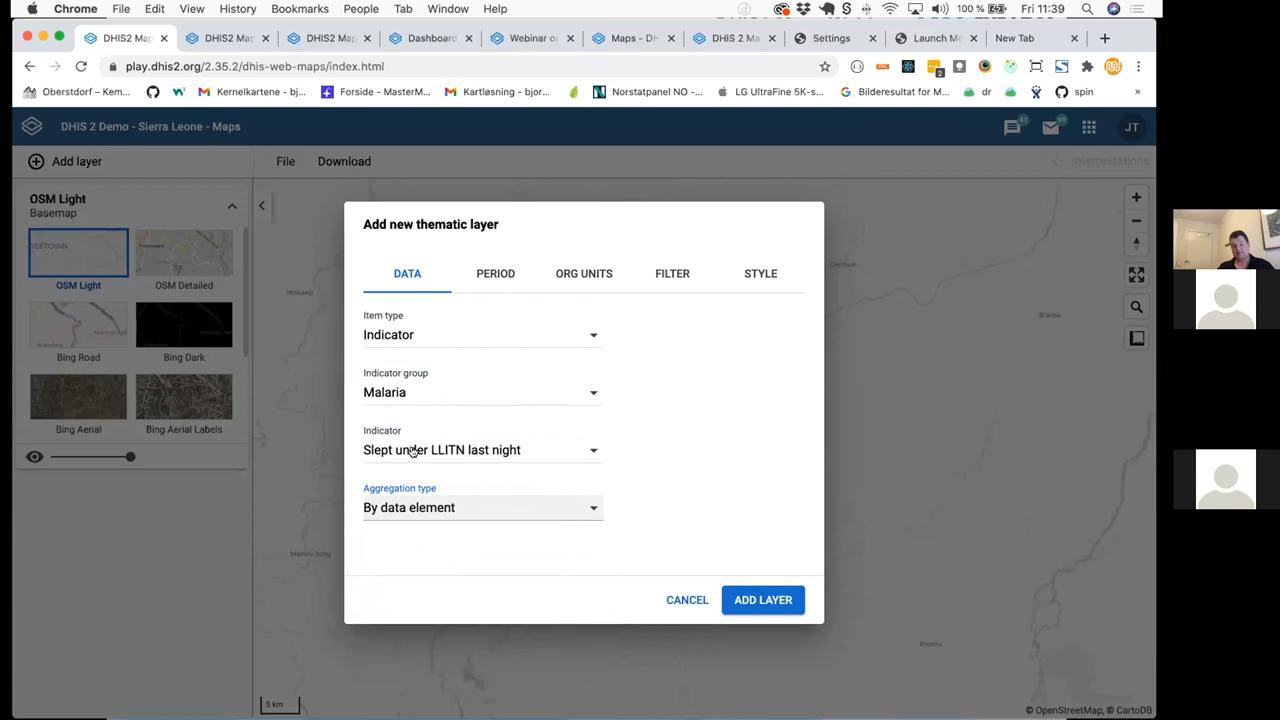 Chrome File Edit View History Bookmarks People Tab Window Help 100 % Fri 11:39
DHIS2 Map DHIS2 Map DHIS2 Map Dashboard Webinar on Maps - DH DHIS 2 Ma Settings Launch Me New Tab
play.dhis2.org/2.35.2/dhis-web-maps/index.html
Oberstdorf – Kem... Kernelkartene - bj... Forside - MasterM... Kartløsning - bjor... Norstatpanel NO -... LG UltraFine 5K-s... Bilderesultat for M... dr spin »
DHIS 2 Demo - Sierra Leone - Maps
JT
Add layer File Download Interpretations
OSM Light
Basemap
OSM Light OSM Detailed
Bing Road Bing Dark
Bing Aerial Bing Aerial Labels
Add new thematic layer
DATA PERIOD ORG UNITS FILTER STYLE
Item type
Indicator
Indicator group
Malaria
Indicator
Slept under LLITN last night
Aggregation type
By data element
CANCEL ADD LAYER
5 km
© OpenStreetMap, © CartoDB